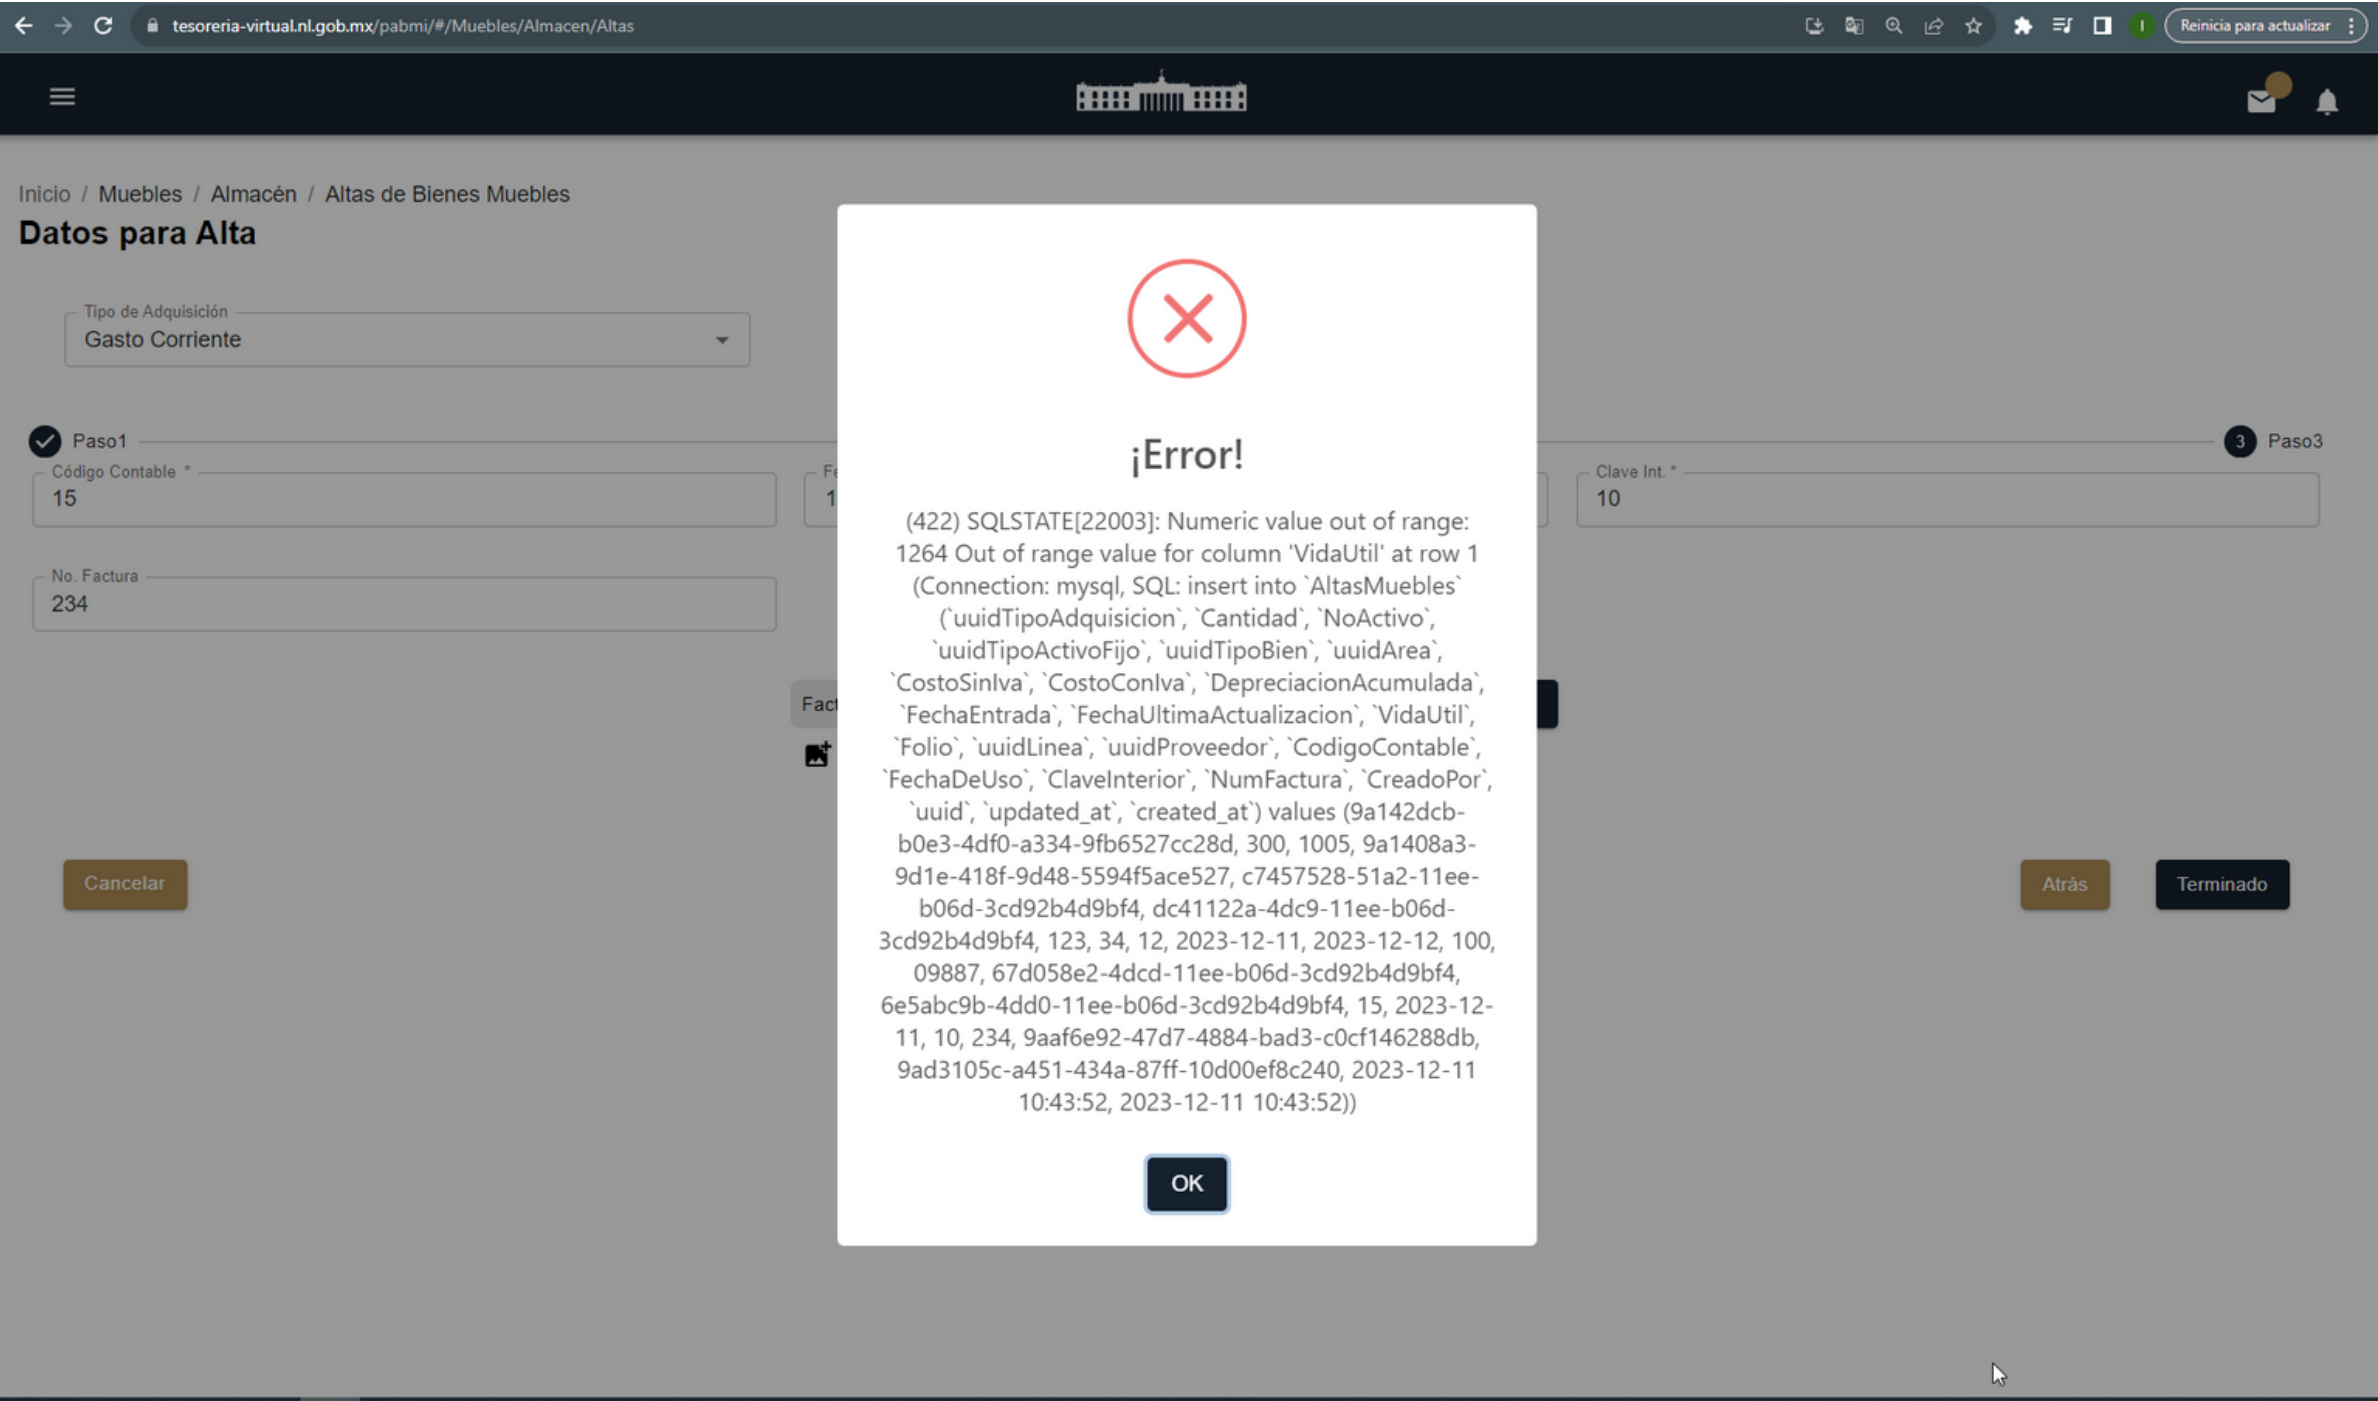 tesoreria-virtual.nl.gob.mx/pabmi/#/Muebles/Almacen/Altas
I
Reinicia para actualizar
Inicio / Muebles / Almacén / Altas de Bienes Muebles
Datos para Alta
Tipo de Adquisición
Gasto Corriente
Paso1
3 Paso3
Código Contable *
15
Fe
1
Clave Int. *
10
No. Factura
234
Fact
Cancelar
Atrás
Terminado
¡Error!
(422) SQLSTATE[22003]: Numeric value out of range:
1264 Out of range value for column 'VidaUtil' at row 1
(Connection: mysql, SQL: insert into `AltasMuebles`
(`uuidTipoAdquisicion`, `Cantidad`, `NoActivo`,
`uuidTipoActivoFijo`, `uuidTipoBien`, `uuidArea`,
`CostoSinIva`, `CostoConIva`, `DepreciacionAcumulada`,
`FechaEntrada`, `FechaUltimaActualizacion`, `VidaUtil`,
`Folio`, `uuidLinea`, `uuidProveedor`, `CodigoContable`,
`FechaDeUso`, `ClaveInterior`, `NumFactura`, `CreadoPor`,
`uuid`, `updated_at`, `created_at`) values (9a142dcb-
b0e3-4df0-a334-9fb6527cc28d, 300, 1005, 9a1408a3-
9d1e-418f-9d48-5594f5ace527, c7457528-51a2-11ee-
b06d-3cd92b4d9bf4, dc41122a-4dc9-11ee-b06d-
3cd92b4d9bf4, 123, 34, 12, 2023-12-11, 2023-12-12, 100,
09887, 67d058e2-4dcd-11ee-b06d-3cd92b4d9bf4,
6e5abc9b-4dd0-11ee-b06d-3cd92b4d9bf4, 15, 2023-12-
11, 10, 234, 9aaf6e92-47d7-4884-bad3-c0cf146288db,
9ad3105c-a451-434a-87ff-10d00ef8c240, 2023-12-11
10:43:52, 2023-12-11 10:43:52))
OK